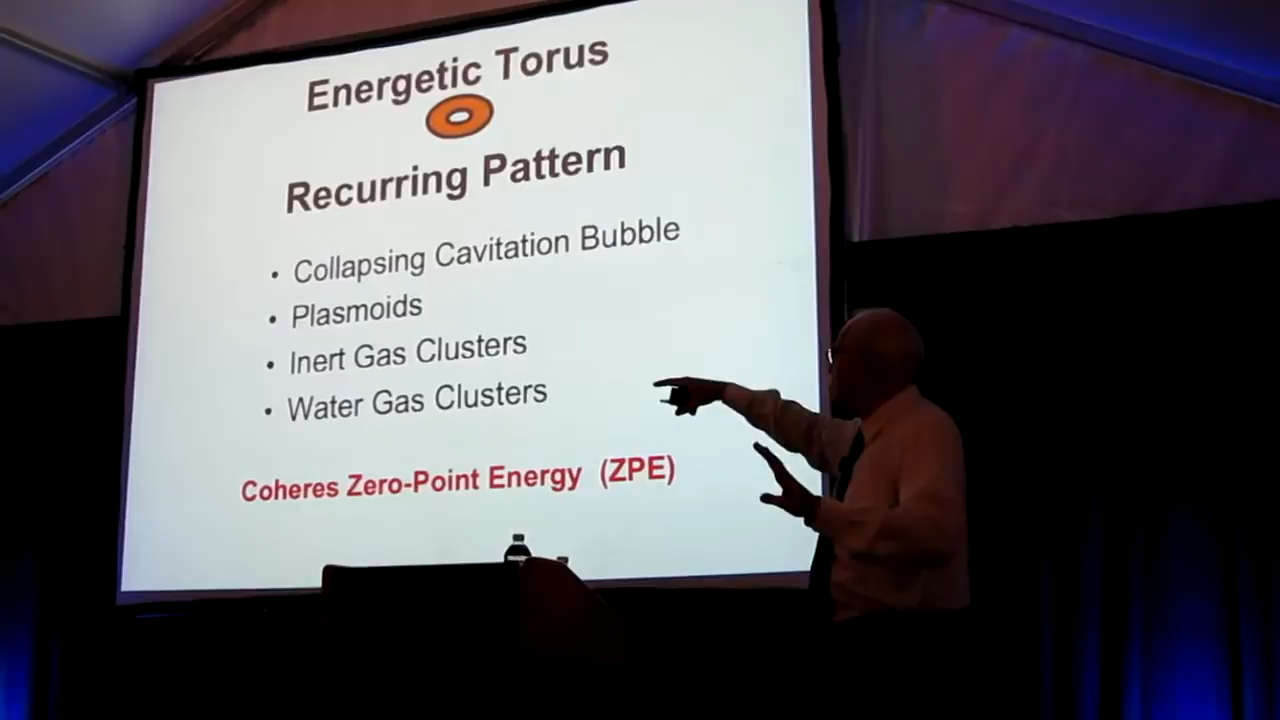 Energetic Torus
Recurring Pattern
• Collapsing Cavitation Bubble
• Plasmoids
• Inert Gas Clusters
• Water Gas Clusters
Coheres Zero-Point Energy (ZPE)